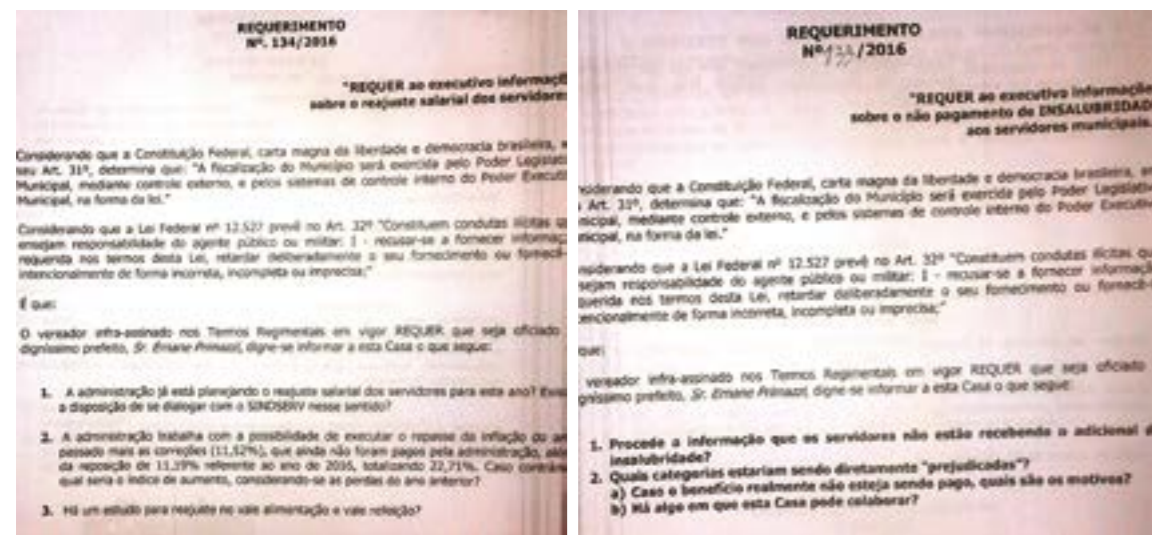 REQUERIMENTO
Nº. 134/2016
"REQUER ao executivo informaçõ
sobre o reajuste salarial dos servidores
Considerando que a Constituição Federal, carta magna da liberdade e democracia brasileira, e
seu Art. 31º, determina que: "A fiscalização do Município será exercida pelo Poder Legislati
Municipal, mediante controle externo, e pelos sistemas de controle interno do Poder Executi
Municipal, na forma da lei."
Considerando que a Lei Federal nº 12.527 prevê no Art. 32º "Constituem condutas ilícitas q
ensejam responsabilidade do agente público ou militar: I - recusar-se a fornecer informaç
requerida nos termos desta Lei, retardar deliberadamente o seu fornecimento ou fornecê-
intencionalmente de forma incorreta, incompleta ou imprecisa;"
É que:
O vereador infra-assinado nos Termos Regimentais em vigor REQUER que seja oficiado
digníssimo prefeito, Sr. Ernane Primazzi, digne-se informar a esta Casa o que segue:
1. A administração já está planejando o reajuste salarial dos servidores para este ano? Exis
a disposição de se dialogar com o SINDSERV nesse sentido?
2. A administração trabalha com a possibilidade de executar o repasse da inflação do an
passado mais as correções (11,52%), que ainda não foram pagos pela administração, alé
da reposição de 11,19% referente ao ano de 2016, totalizando 22,71%. Caso contrári
qual seria o índice de aumento, considerando-se as perdas do ano anterior?
3. Há um estudo para reajuste no vale alimentação e vale refeição?
REQUERIMENTO
Nº /2016
"REQUER ao executivo informaçõe
sobre o não pagamento de INSALUBRIDAD
aos servidores municipais.
nsiderando que a Constituição Federal, carta magna da liberdade e democracia brasileira, e
Art. 31º, determina que: "A fiscalização do Município será exercida pelo Poder Legislativ
nicipal, mediante controle externo, e pelos sistemas de controle interno do Poder Executiv
nicipal, na forma da lei."
nsiderando que a Lei Federal nº 12.527 prevê no Art. 32º "Constituem condutas ilícitas qu
sejam responsabilidade do agente público ou militar: I - recusar-se a fornecer informaçã
querida nos termos desta Lei, retardar deliberadamente o seu fornecimento ou fornecê-l
encionalmente de forma incorreta, incompleta ou imprecisa;"
que:
vereador infra-assinado nos Termos Regimentais em vigor REQUER que seja oficiado
gníssimo prefeito, Sr. Ernane Primazzi, digne-se informar a esta Casa o que segue:
1. Procede a informação que os servidores não estão recebendo o adicional d
insalubridade?
2. Quais categorias estariam sendo diretamente "prejudicadas"?
a) Caso o benefício realmente não esteja sendo pago, quais são os motivos?
b) Há algo em que esta Casa pode colaborar?